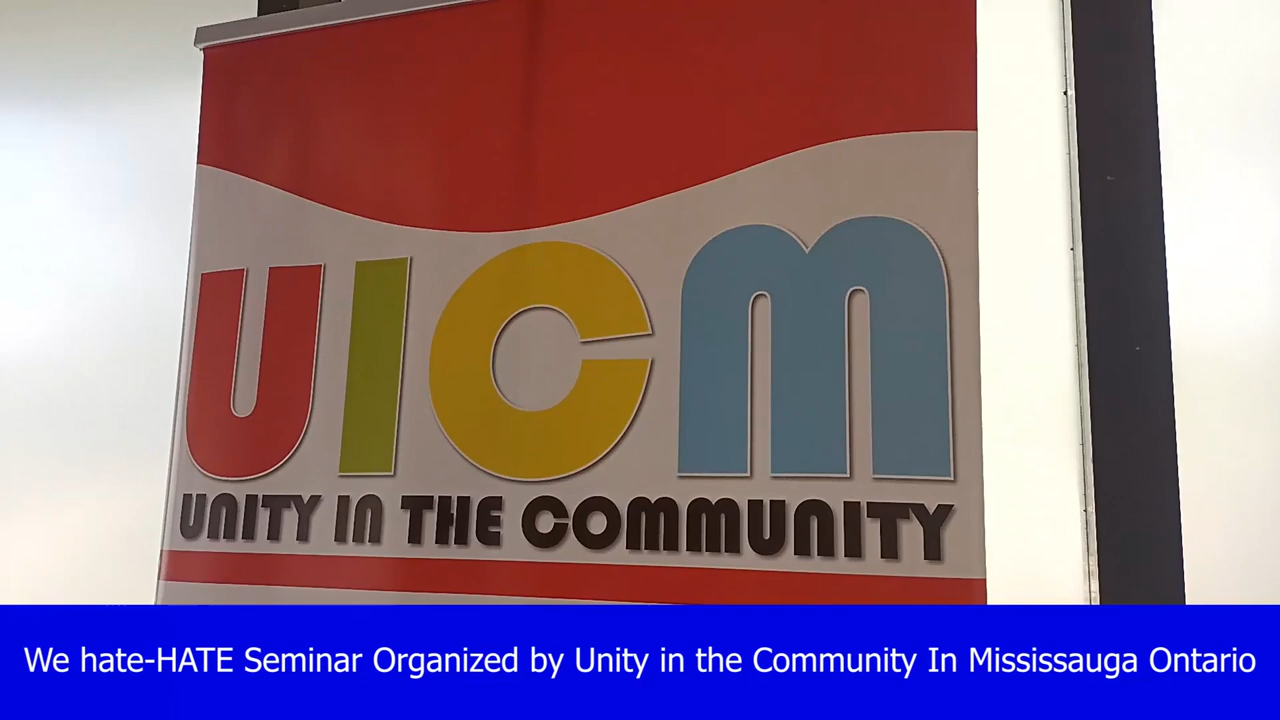 UICM
UNITY IN THE COMMUNITY
We hate-HATE Seminar Organized by Unity in the Community In Mississauga Ontario